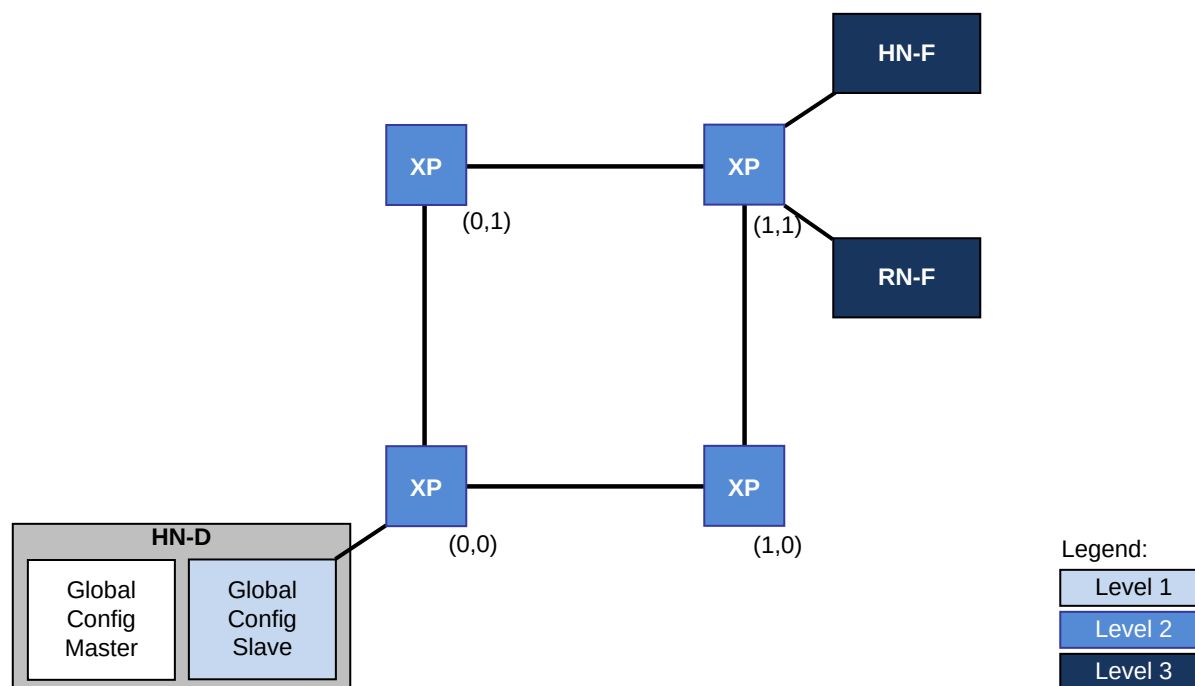 HN-F
XP
XP
(0,1)
(1,1)
RN-F
XP
XP
(0,0)
(1,0)
HN-D
Global
Config
Master
Global
Config
Slave
Legend:
Level 1
Level 2
Level 3